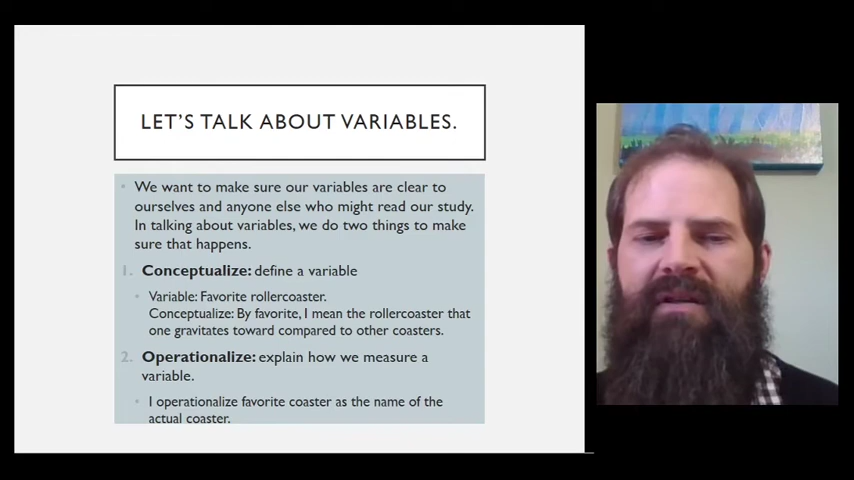 LET'S TALK ABOUT VARIABLES.
We want to make sure our variables are clear to
ourselves and anyone else who might read our study.
In talking about variables, we do two things to make
sure that happens.
1. Conceptualize: define a variable
Variable: Favorite rollercoaster.
Conceptualize: By favorite, I mean the rollercoaster that
one gravitates toward compared to other coasters.
2. Operationalize: explain how we measure a
variable.
I operationalize favorite coaster as the name of the
actual coaster.